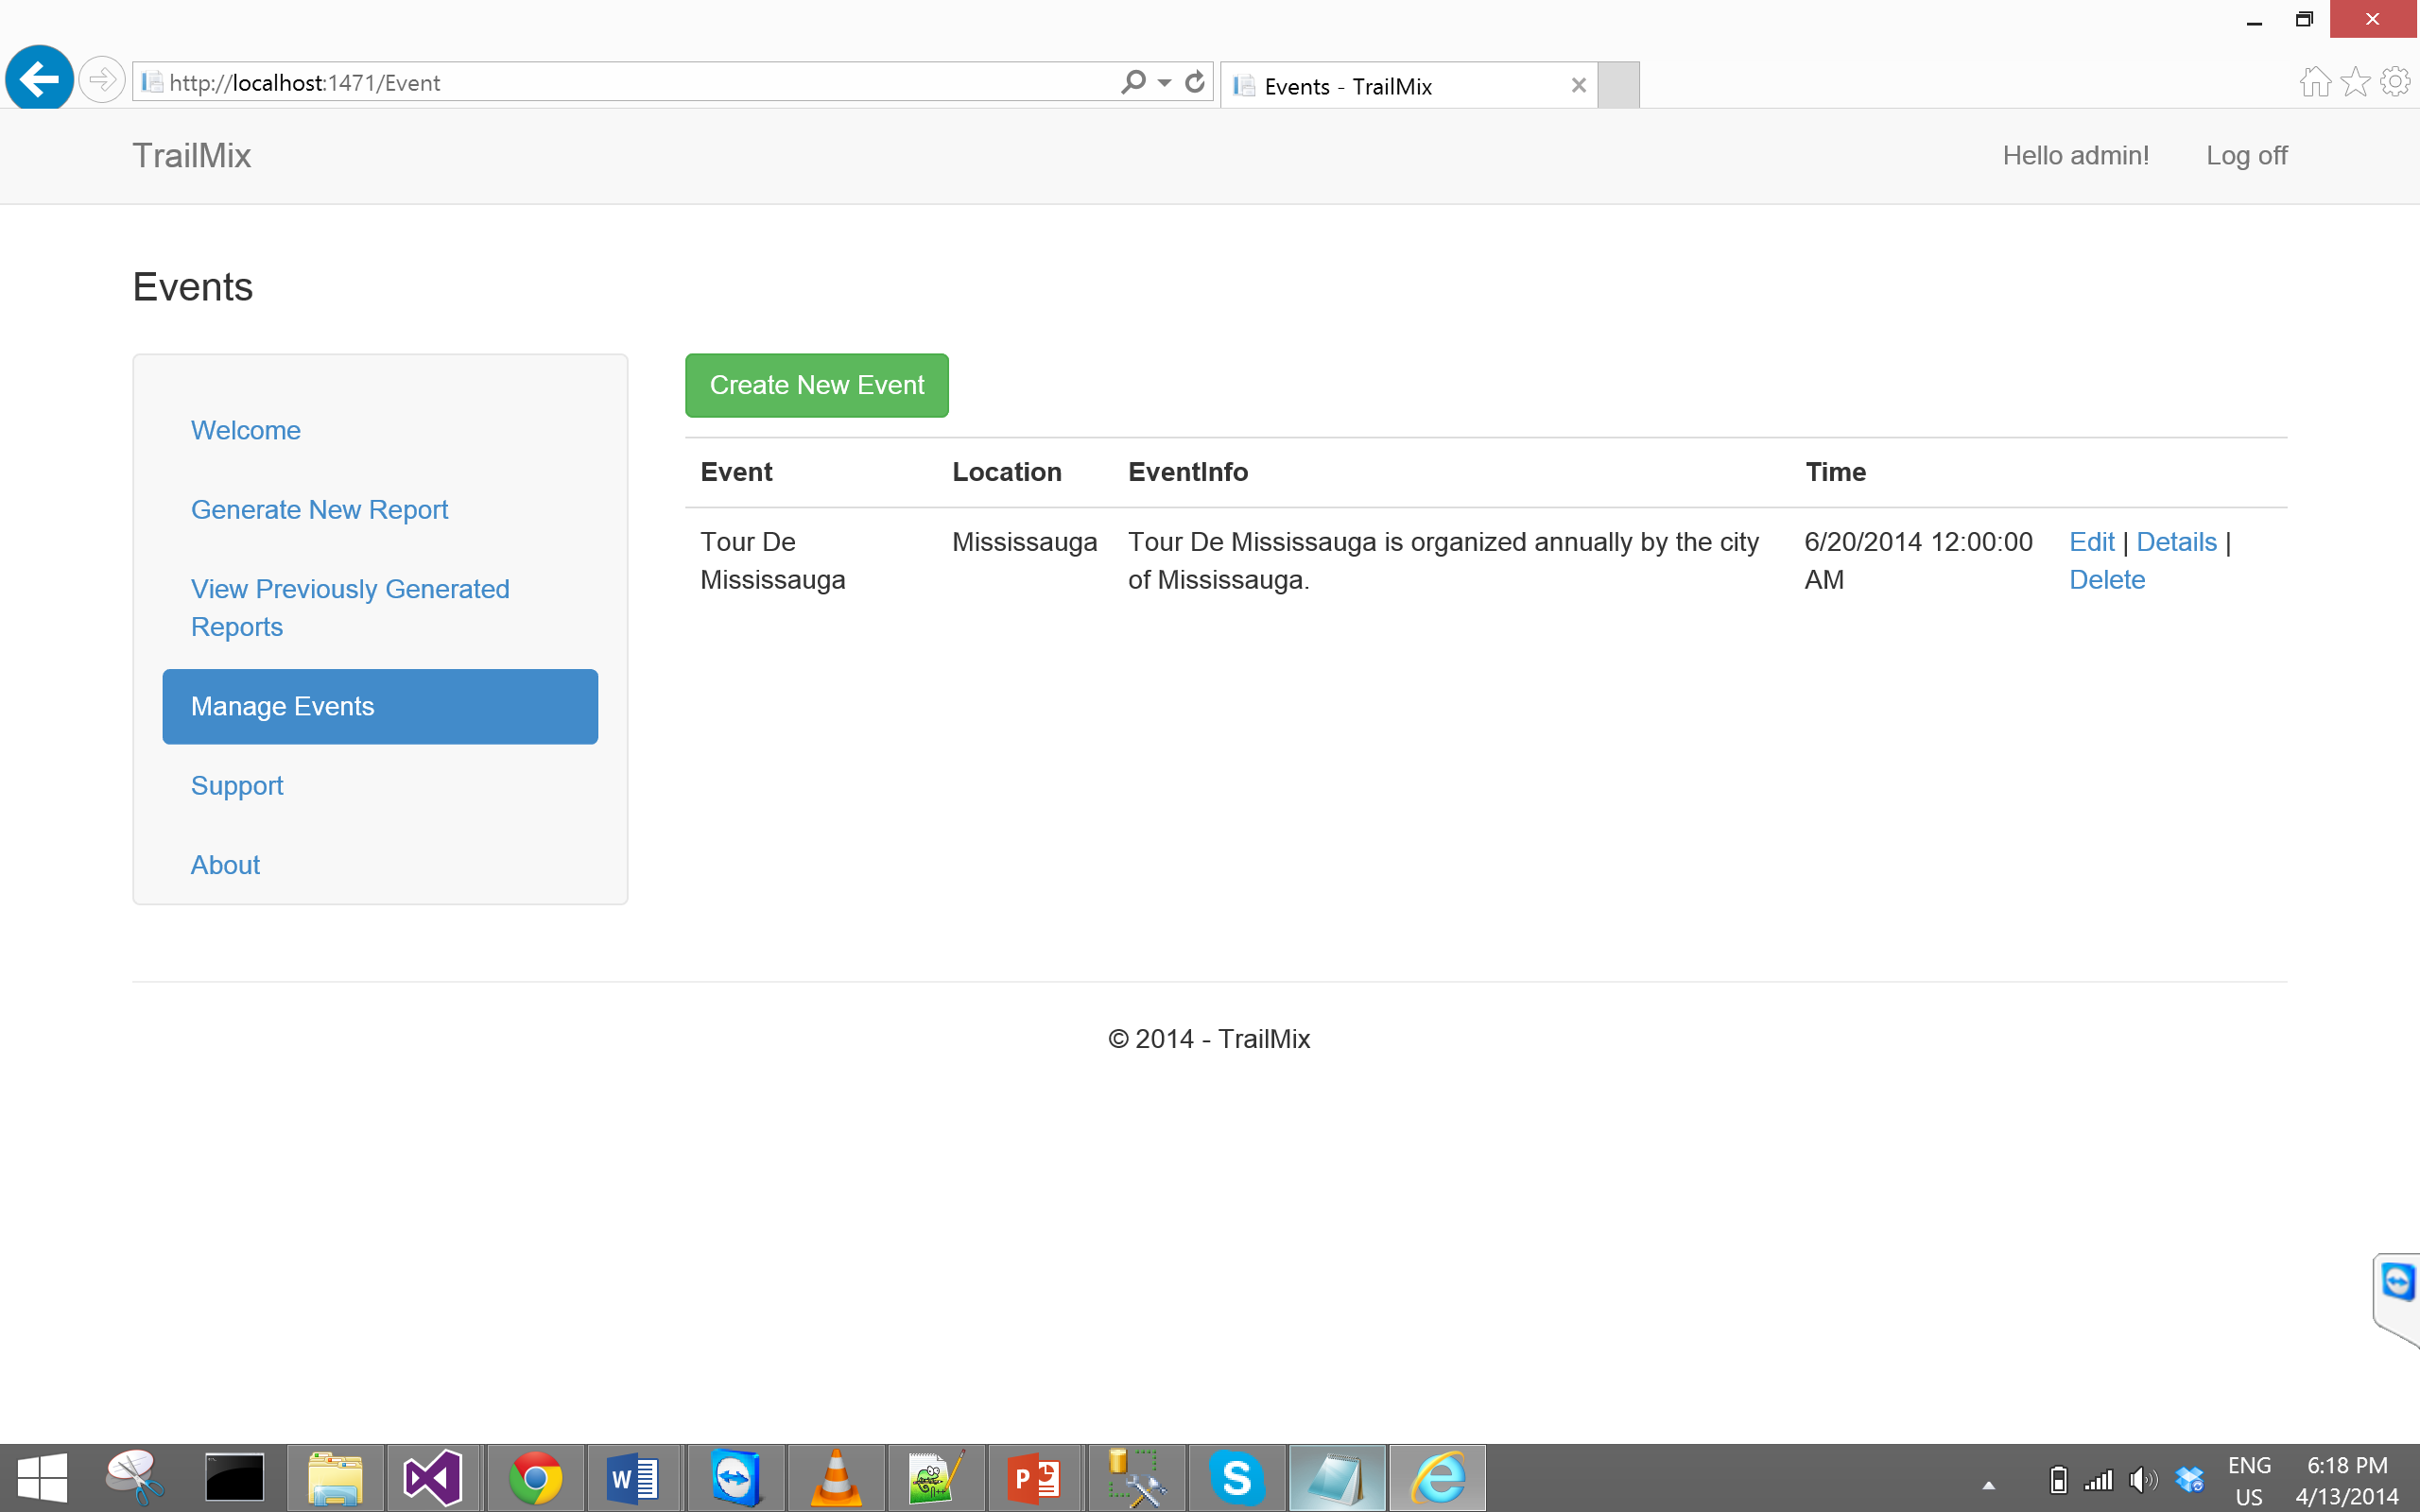 http://localhost:1471/Event
Events - TrailMix
TrailMix
Hello admin!
Log off
Events
Welcome
Generate New Report
View Previously Generated
Reports
Manage Events
Support
About
Create New Event
Event Location EventInfo Time
Tour De Mississauga Tour De Mississauga is organized annually by the city 6/20/2014 12:00:00 Edit | Details |
Mississauga of Mississauga. AM Delete
© 2014 - TrailMix
ENG 6:18 PM
US 4/13/2014